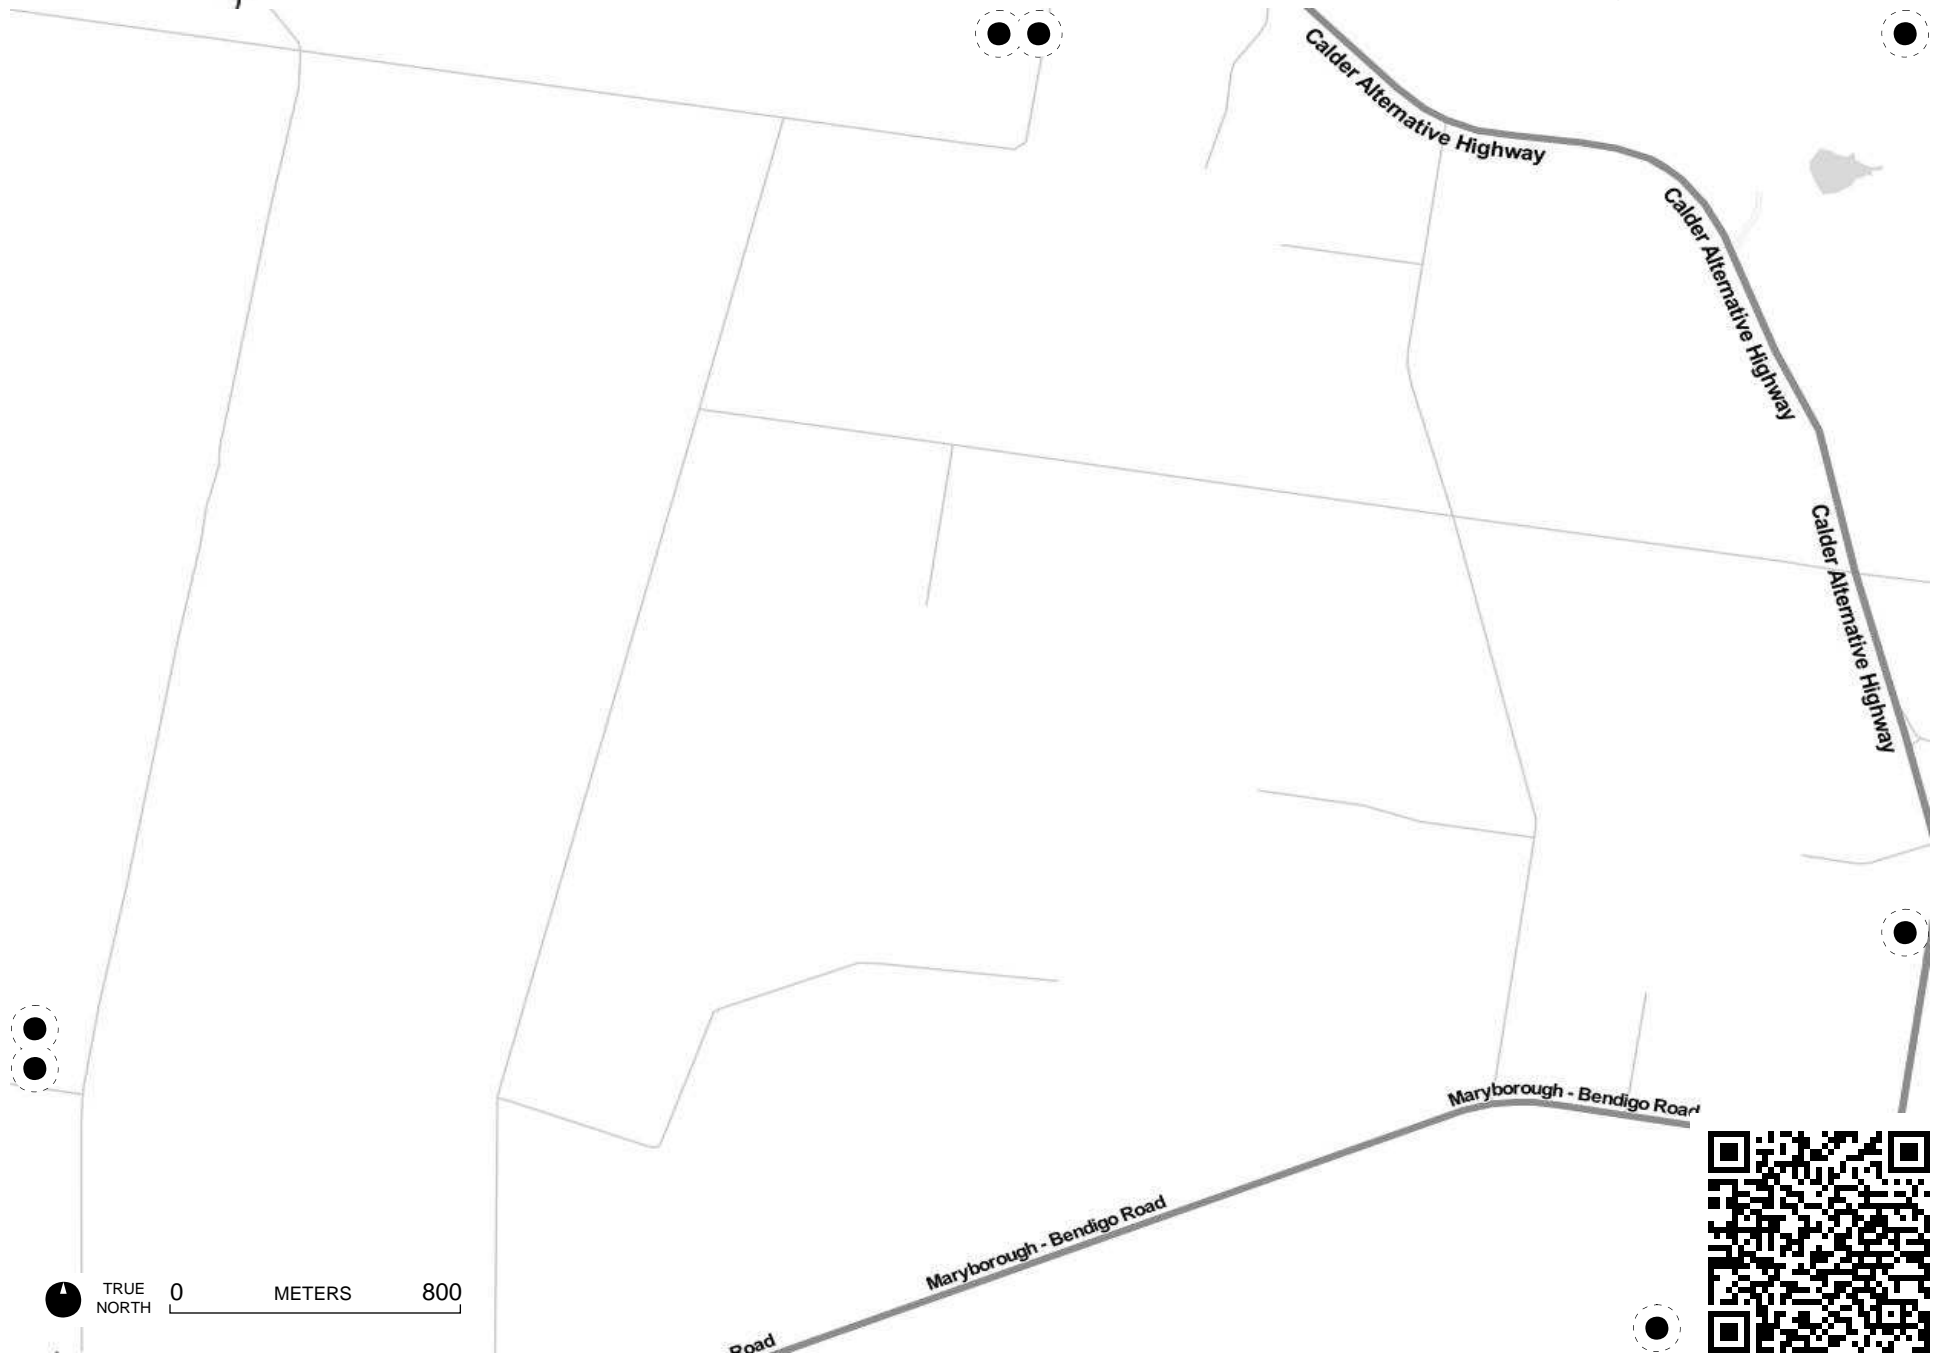 Calder Alternative Highway
Calder Alternative Highway
Calder Alternative Highway
Maryborough - Bendigo Road
Maryborough - Bendigo Road
Road
TRUE
NORTH
0 METERS 800